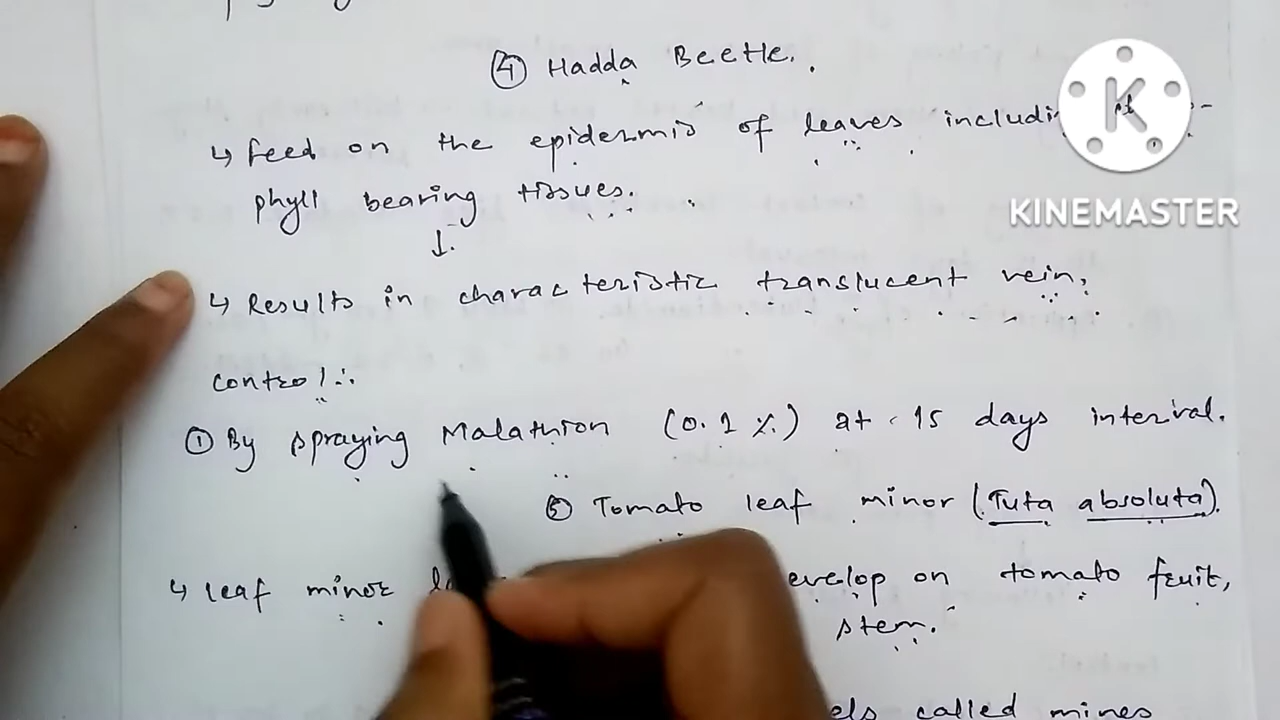 ④ Hadda Beetle.
↳ feed on the epidermis of leaves
phyll bearing tissues.
↓
↳ Results in characteristic translucent vein,
control:
① By spraying Malathion (0.1 %) at 15 days interval.
⑤ Tomato leaf minor (Tuta absoluta).
↳ leaf minor on tomato fruit,
stem.
called mines
KINEMASTER